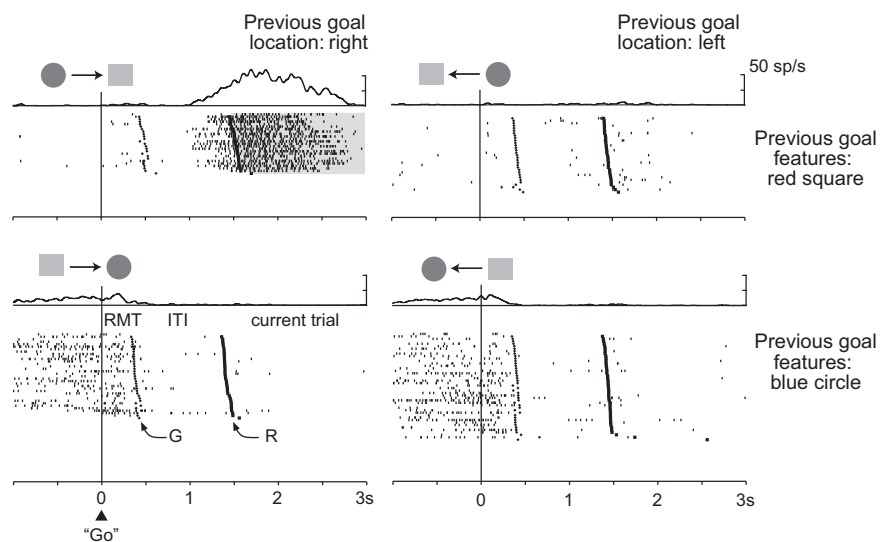 Previous goal
location: right
Previous goal
location: left
50 sp/s
Previous goal
features:
red square
RMT
ITI
current trial
G
R
Previous goal
features:
blue circle
0
1
2
3s
0
1
2
3s
"Go"